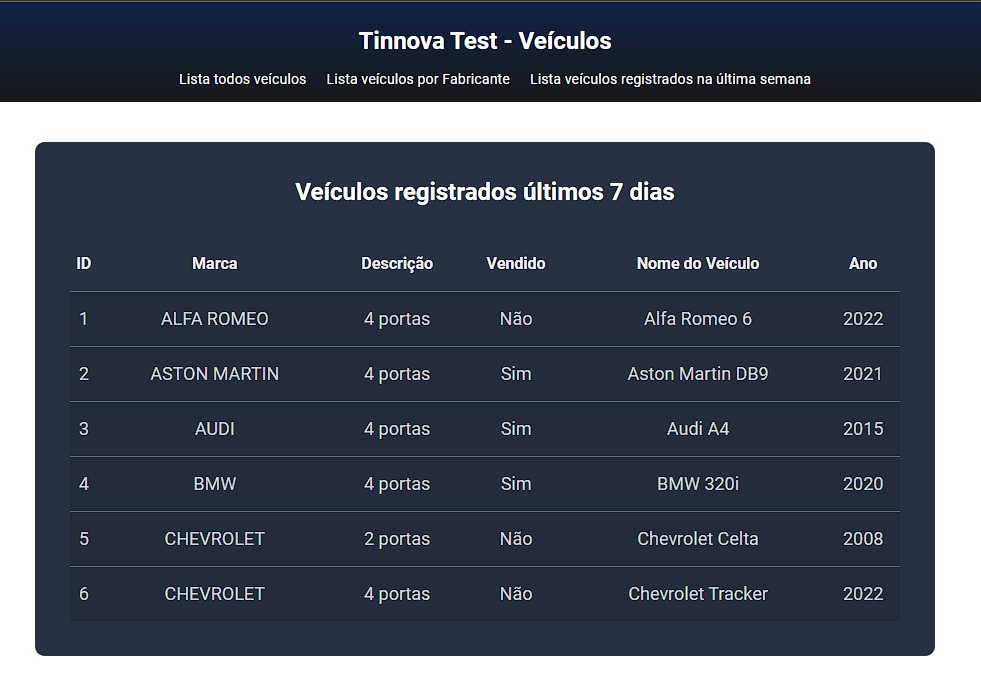 Tinnova Test - Veículos
Lista todos veículos Lista veículos por Fabricante Lista veículos registrados na última semana
Veículos registrados últimos 7 dias
ID Marca Descrição Vendido Nome do Veículo Ano
1 ALFA ROMEO 4 portas Não Alfa Romeo 6 2022
2 ASTON MARTIN 4 portas Sim Aston Martin DB9 2021
3 AUDI 4 portas Sim Audi A4 2015
4 BMW 4 portas Sim BMW 320i 2020
5 CHEVROLET 2 portas Não Chevrolet Celta 2008
6 CHEVROLET 4 portas Não Chevrolet Tracker 2022